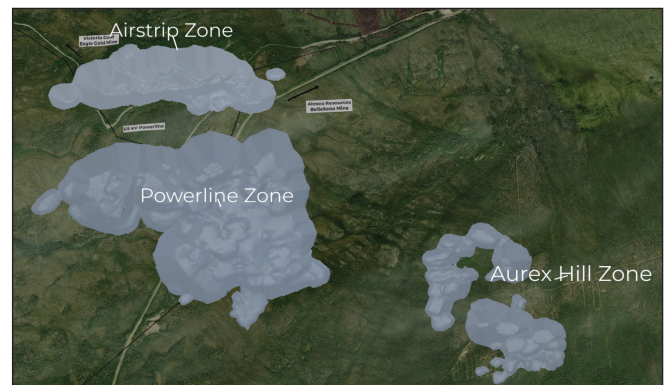 Airstrip Zone
Victoria Gold
Eagle Gold Mine
Alexco Resources
Bellekeno Mine
69 kV Powerline
Powerline Zone
Aurex Hill Zone